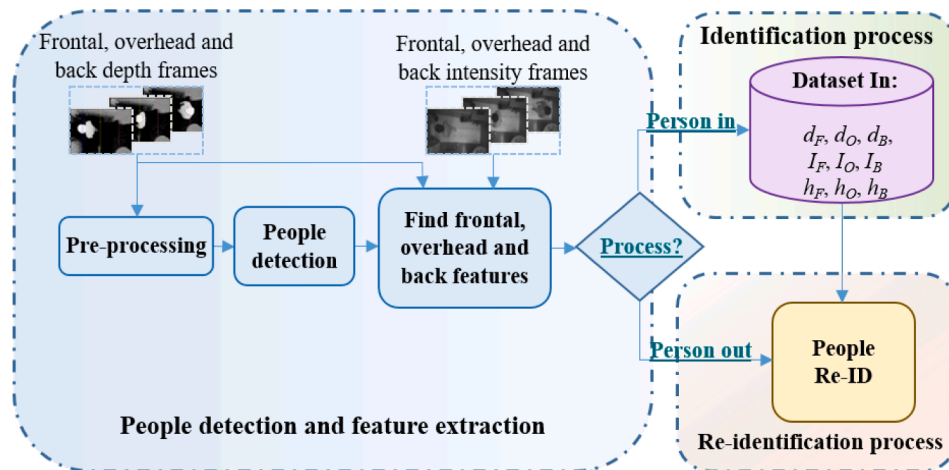 Frontal, overhead and
back depth frames
Frontal, overhead and
back intensity frames
Pre-processing
People
detection
Find frontal,
overhead and
back features
Process?
Person in
Person out
People detection and feature extraction
Identification process
Dataset In:
d_F, d_O, d_B,
I_F, I_O, I_B
h_F, h_O, h_B
People
Re-ID
Re-identification process